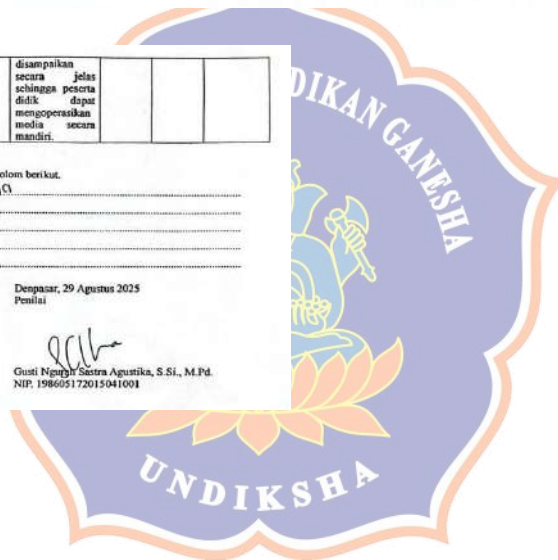 disampaikan
secara jelas
sehingga peserta
didik dapat
mengoperasikan
media secara
mandiri.
olom berikut.
Denpasar, 29 Agustus 2025
Penilai
Gusti Ngurah Sastra Agustika, S.Si., M.Pd.
NIP. 198605172015041001
DIKAN GANESHA
UNDIKSHA